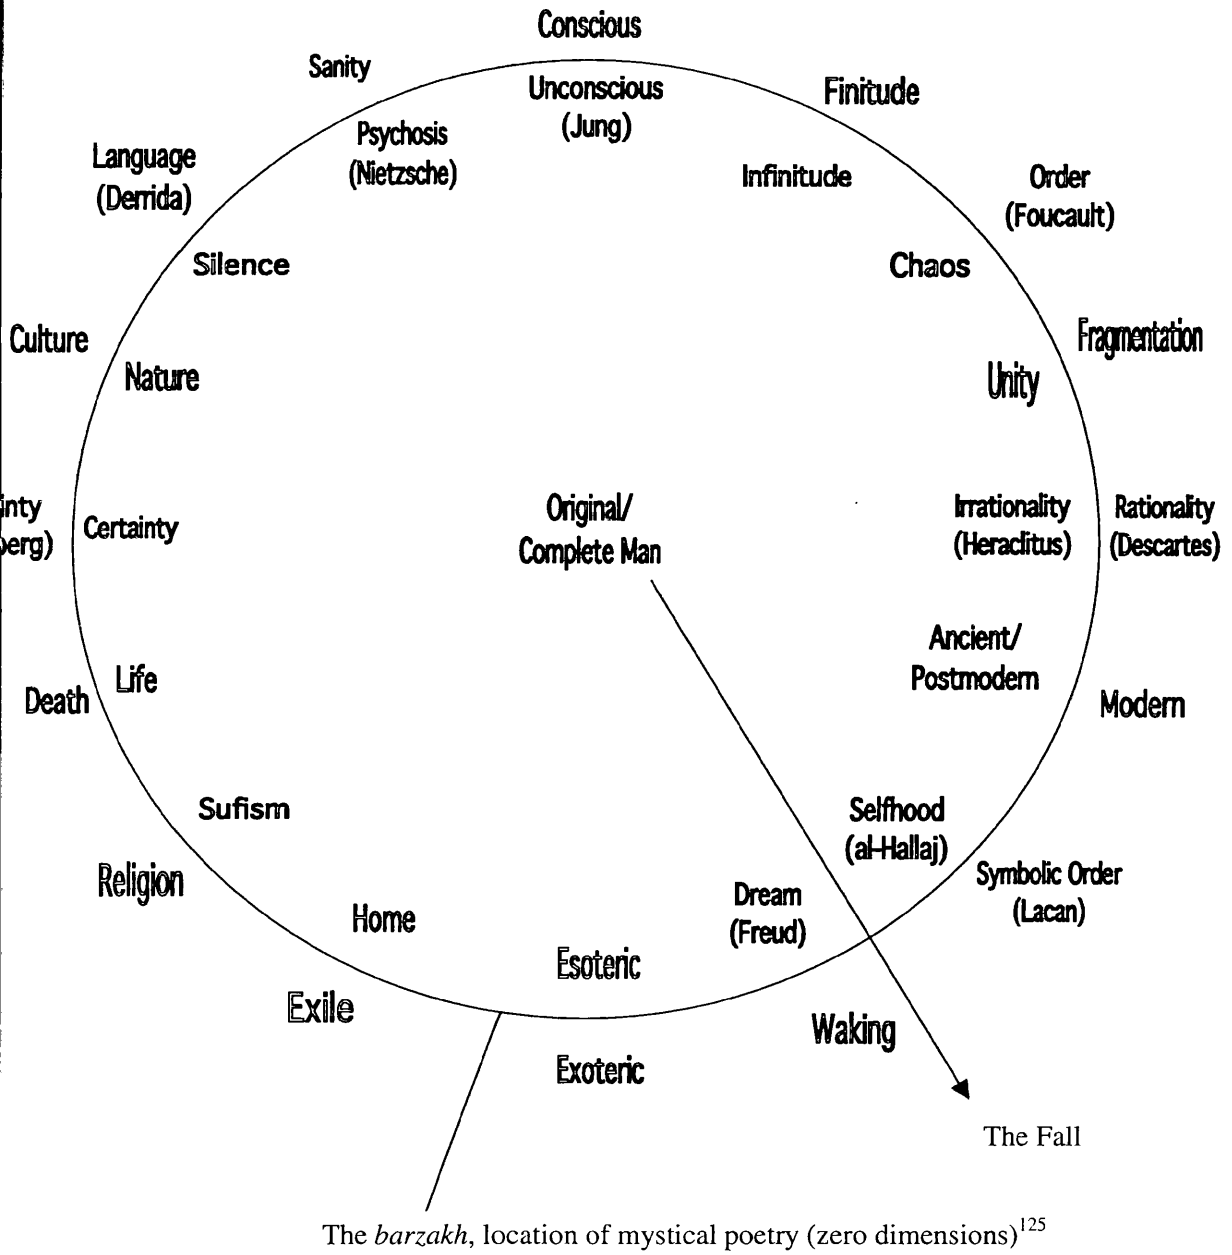 Conscious
Sanity
Unconscious
(Jung)
Finitude
Psychosis
(Nietzsche)
Language
(Derrida)
Infinitude
Order
(Foucault)
Silence
Chaos
Culture
Nature
Fragmentation
Unity
inty
berg)
Certainty
Original/
Complete Man
Irrationality
(Heraclitus)
Rationality
(Descartes)
Ancient/
Postmodern
Life
Death
Modern
Sufism
Selfhood
(al-Hallaj)
Religion
Symbolic Order
(Lacan)
Home
Dream
(Freud)
Esoteric
Exile
Waking
Exoteric
The Fall
The barzakh, location of mystical poetry (zero dimensions)125